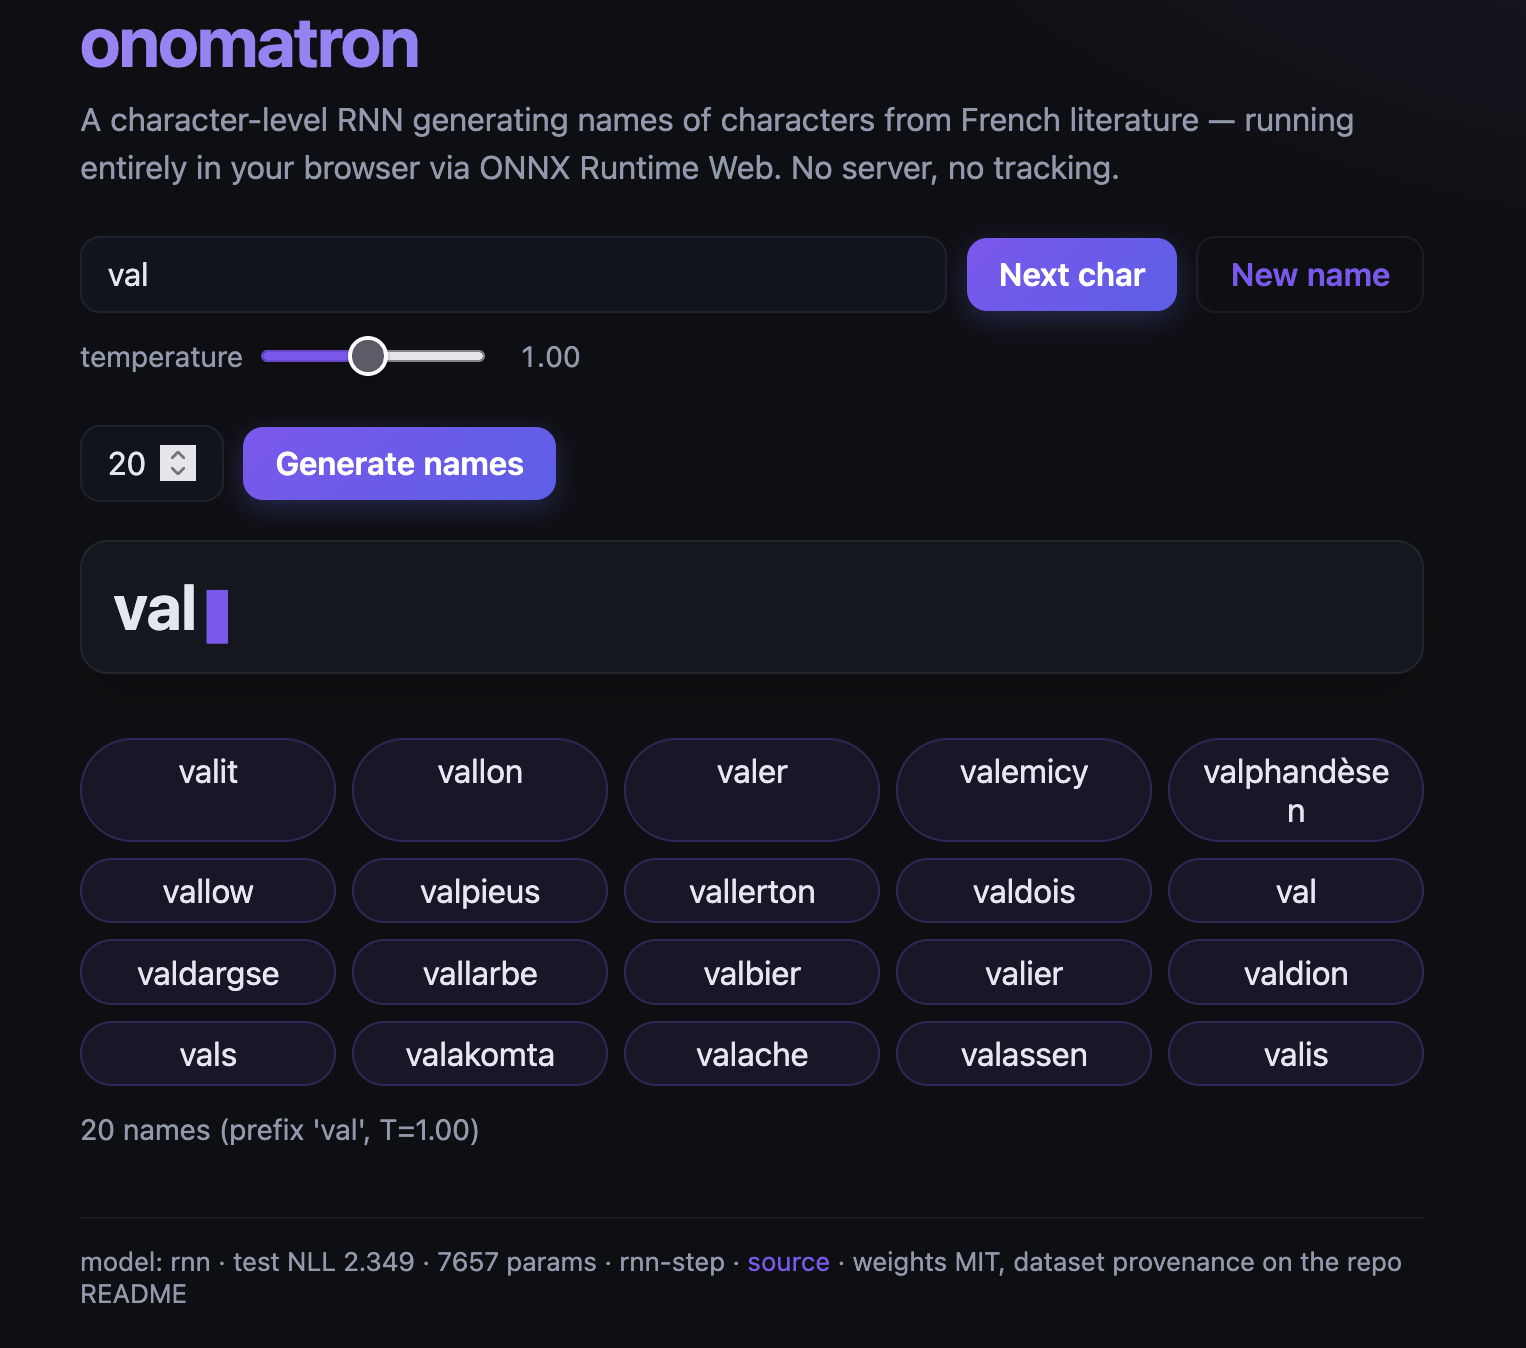 onomatron
A character-level RNN generating names of characters from French literature — running
entirely in your browser via ONNX Runtime Web. No server, no tracking.
val
Next char
New name
temperature
1.00
20
Generate names
val
valit
vallon
valer
valemicy
valphandèse
n
vallow
valpieus
vallerton
valdois
val
valdargse
vallarbe
valbier
valier
valdion
vals
valakomta
valache
valassen
valis
20 names (prefix 'val', T=1.00)
model: rnn · test NLL 2.349 · 7657 params · rnn-step · source · weights MIT, dataset provenance on the repo
README